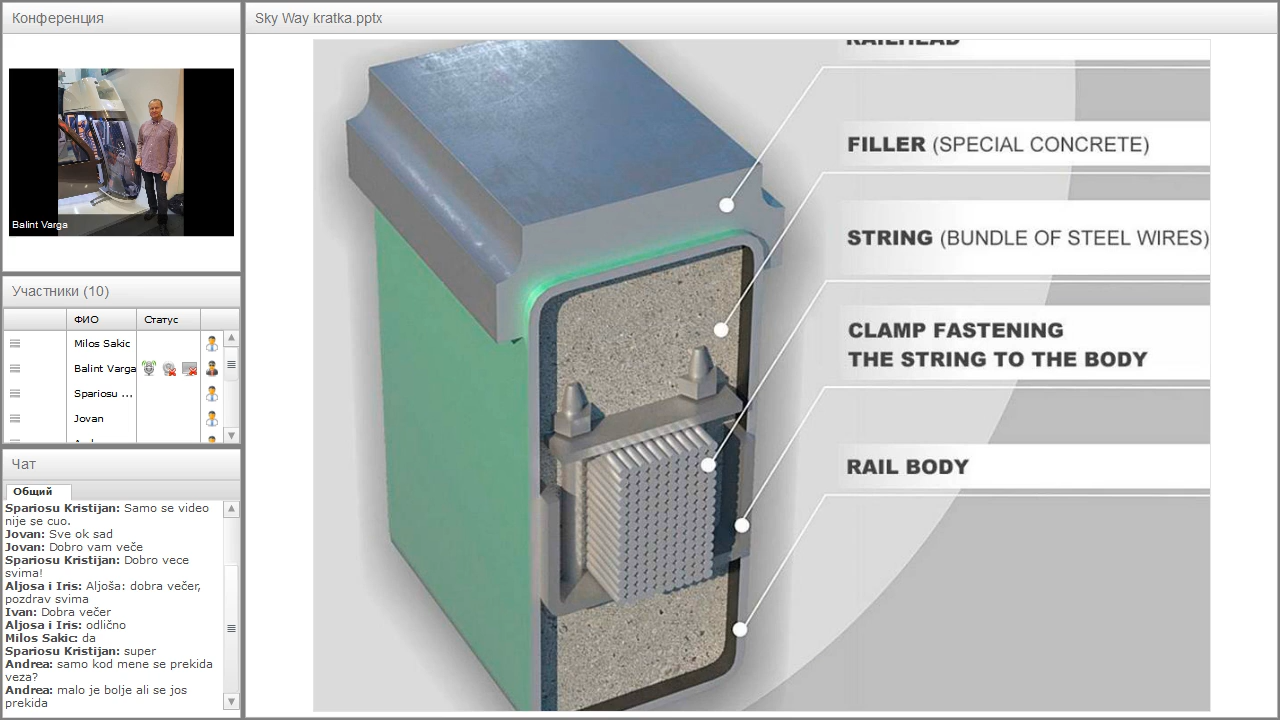 Конференция
Balint Varga
Участники (10)
ФИО Статус
Milos Sakic
Balint Varga
Spariosu ...
Jovan
Чат
Общий
Spariosu Kristijan: Samo se video
nije se cuo.
Jovan: Sve ok sad
Jovan: Dobro vam veče
Spariosu Kristijan: Dobro vece
svima!
Aljosa i Iris: Aljoša: dobra večer,
pozdrav svima
Ivan: Dobra večer
Aljosa i Iris: odlično
Milos Sakic: da
Spariosu Kristijan: super
Andrea: samo kod mene se prekida
veza?
Andrea: malo je bolje ali se jos
prekida
Sky Way kratka.pptx
RAILHEAD
FILLER (SPECIAL CONCRETE)
STRING (BUNDLE OF STEEL WIRES)
CLAMP FASTENING
THE STRING TO THE BODY
RAIL BODY